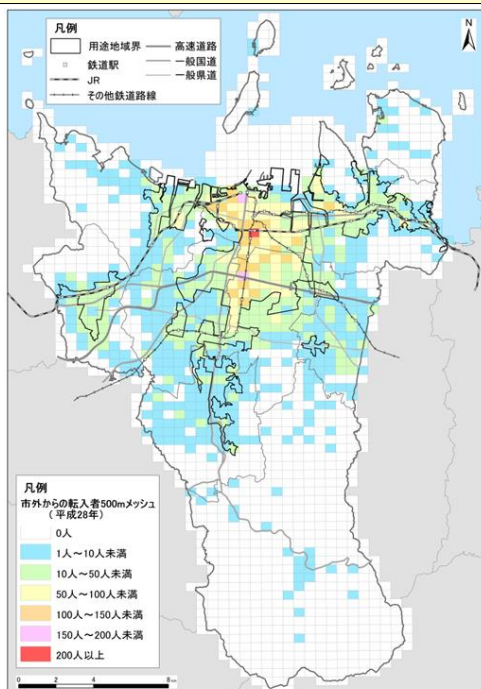 凡例
用途地域界
鉄道駅
JR
その他鉄道路線
高速道路
一般国道
一般県道
N
凡例
市外からの転入者500mメッシュ
（平成28年）
0人
1人～10人未満
10人～50人未満
50人～100人未満
100人～150人未満
150人～200人未満
200人以上
0 2 4 8
km